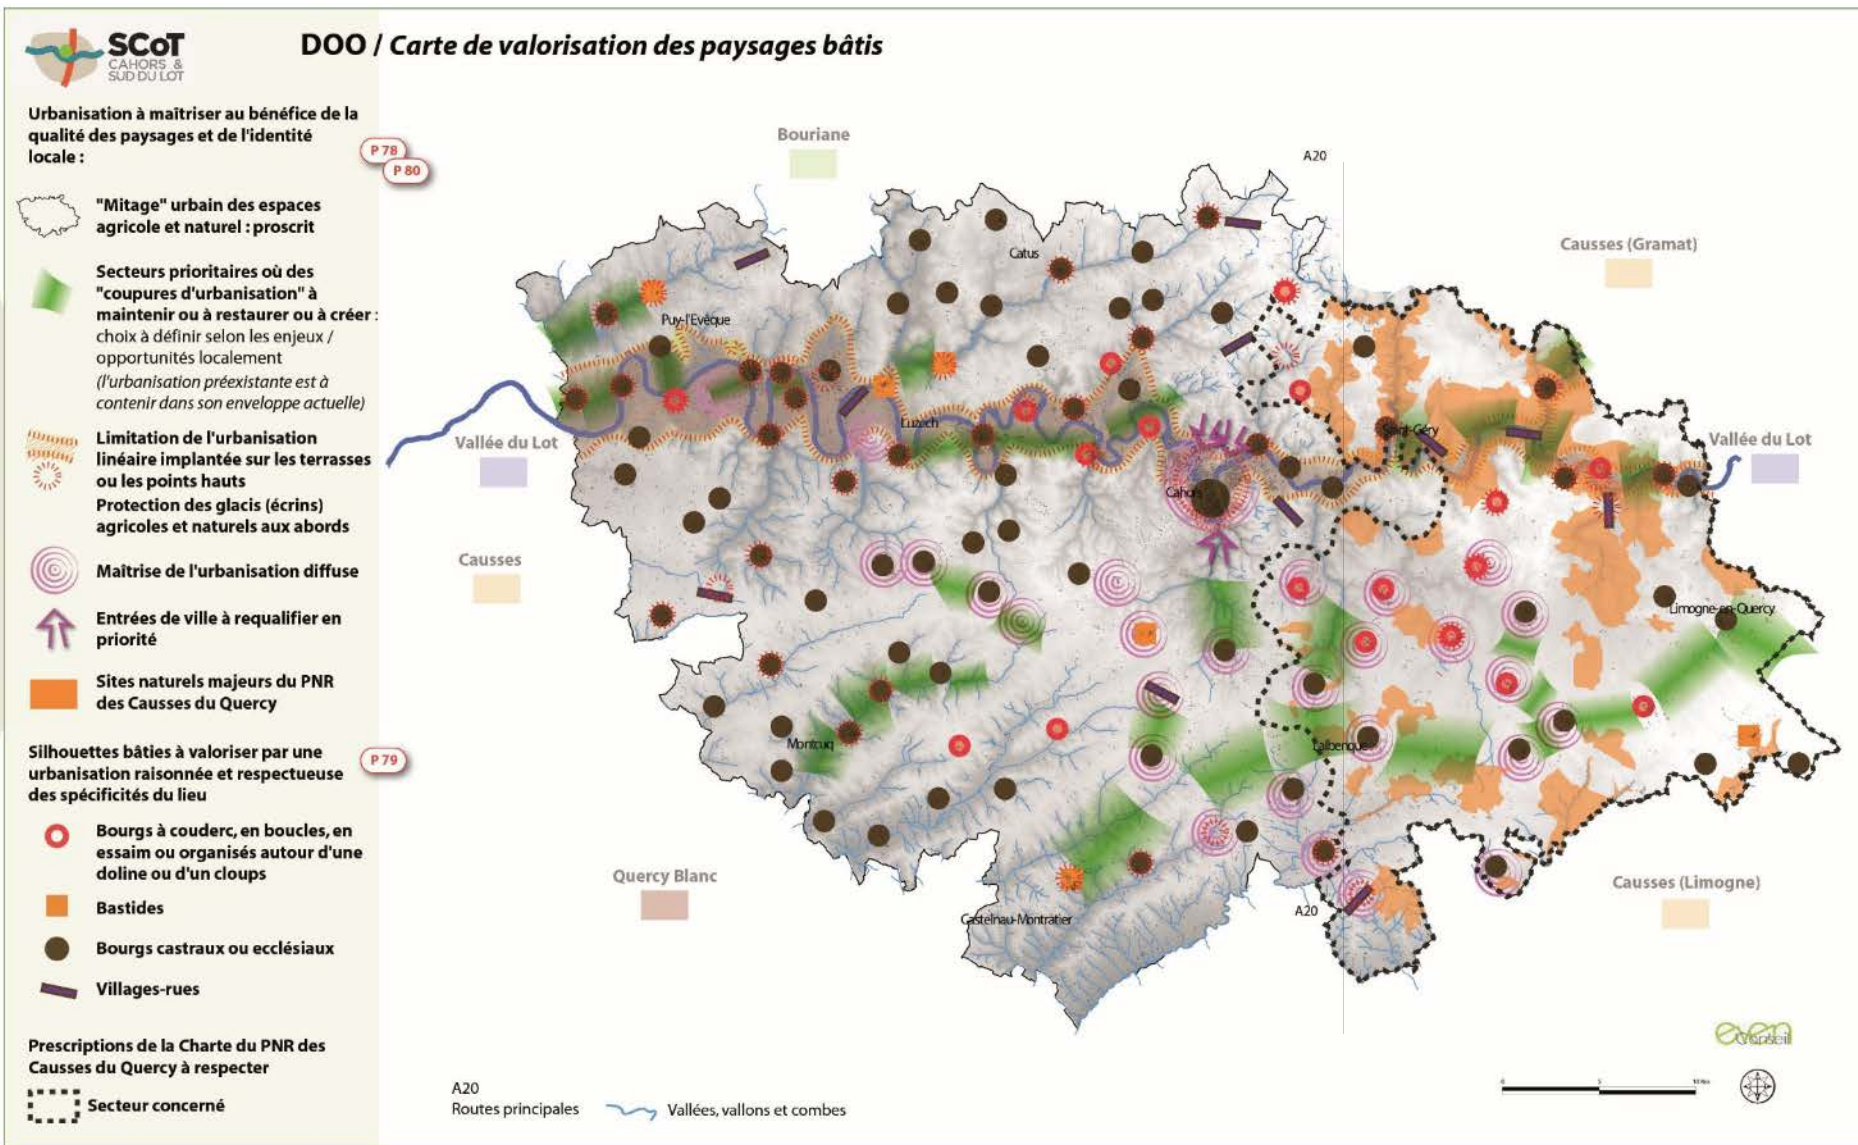 SCoT
CAHORS &
SUD DU LOT
DOO / Carte de valorisation des paysages bâtis
Urbanisation à maîtriser au bénéfice de la
qualité des paysages et de l'identité
locale :
P 78
P 80
"Mitage" urbain des espaces
agricole et naturel : proscrit
Secteurs prioritaires où des
"coupures d'urbanisation" à
maintenir ou à restaurer ou à créer :
choix à définir selon les enjeux /
opportunités localement
(l'urbanisation préexistante est à
contenir dans son enveloppe actuelle)
Limitation de l'urbanisation
linéaire implantée sur les terrasses
ou les points hauts
Protection des glacis (écrins)
agricoles et naturels aux abords
Maîtrise de l'urbanisation diffuse
Entrées de ville à requalifier en
priorité
Sites naturels majeurs du PNR
des Causses du Quercy
Silhouettes bâties à valoriser par une
urbanisation raisonnée et respectueuse
des spécificités du lieu
P 79
Bourgs à couderc, en boucles, en
essaim ou organisés autour d'une
doline ou d'un cloups
Bastides
Bourgs castraux ou ecclésiaux
Villages-rues
Prescriptions de la Charte du PNR des
Causses du Quercy à respecter
Secteur concerné
Bouriane
A20
Causses (Gramat)
Catus
Puy-l'Evêque
Luzech
Saint-Géry
Vallée du Lot
Vallée du Lot
Cahors
Causses
Limogne-en-Quercy
Montcuq
Lalbenque
Quercy Blanc
Causses (Limogne)
Castelnau-Montratier
A20
even
Conseil
0 5 10 Km
A20
Routes principales
Vallées, vallons et combes